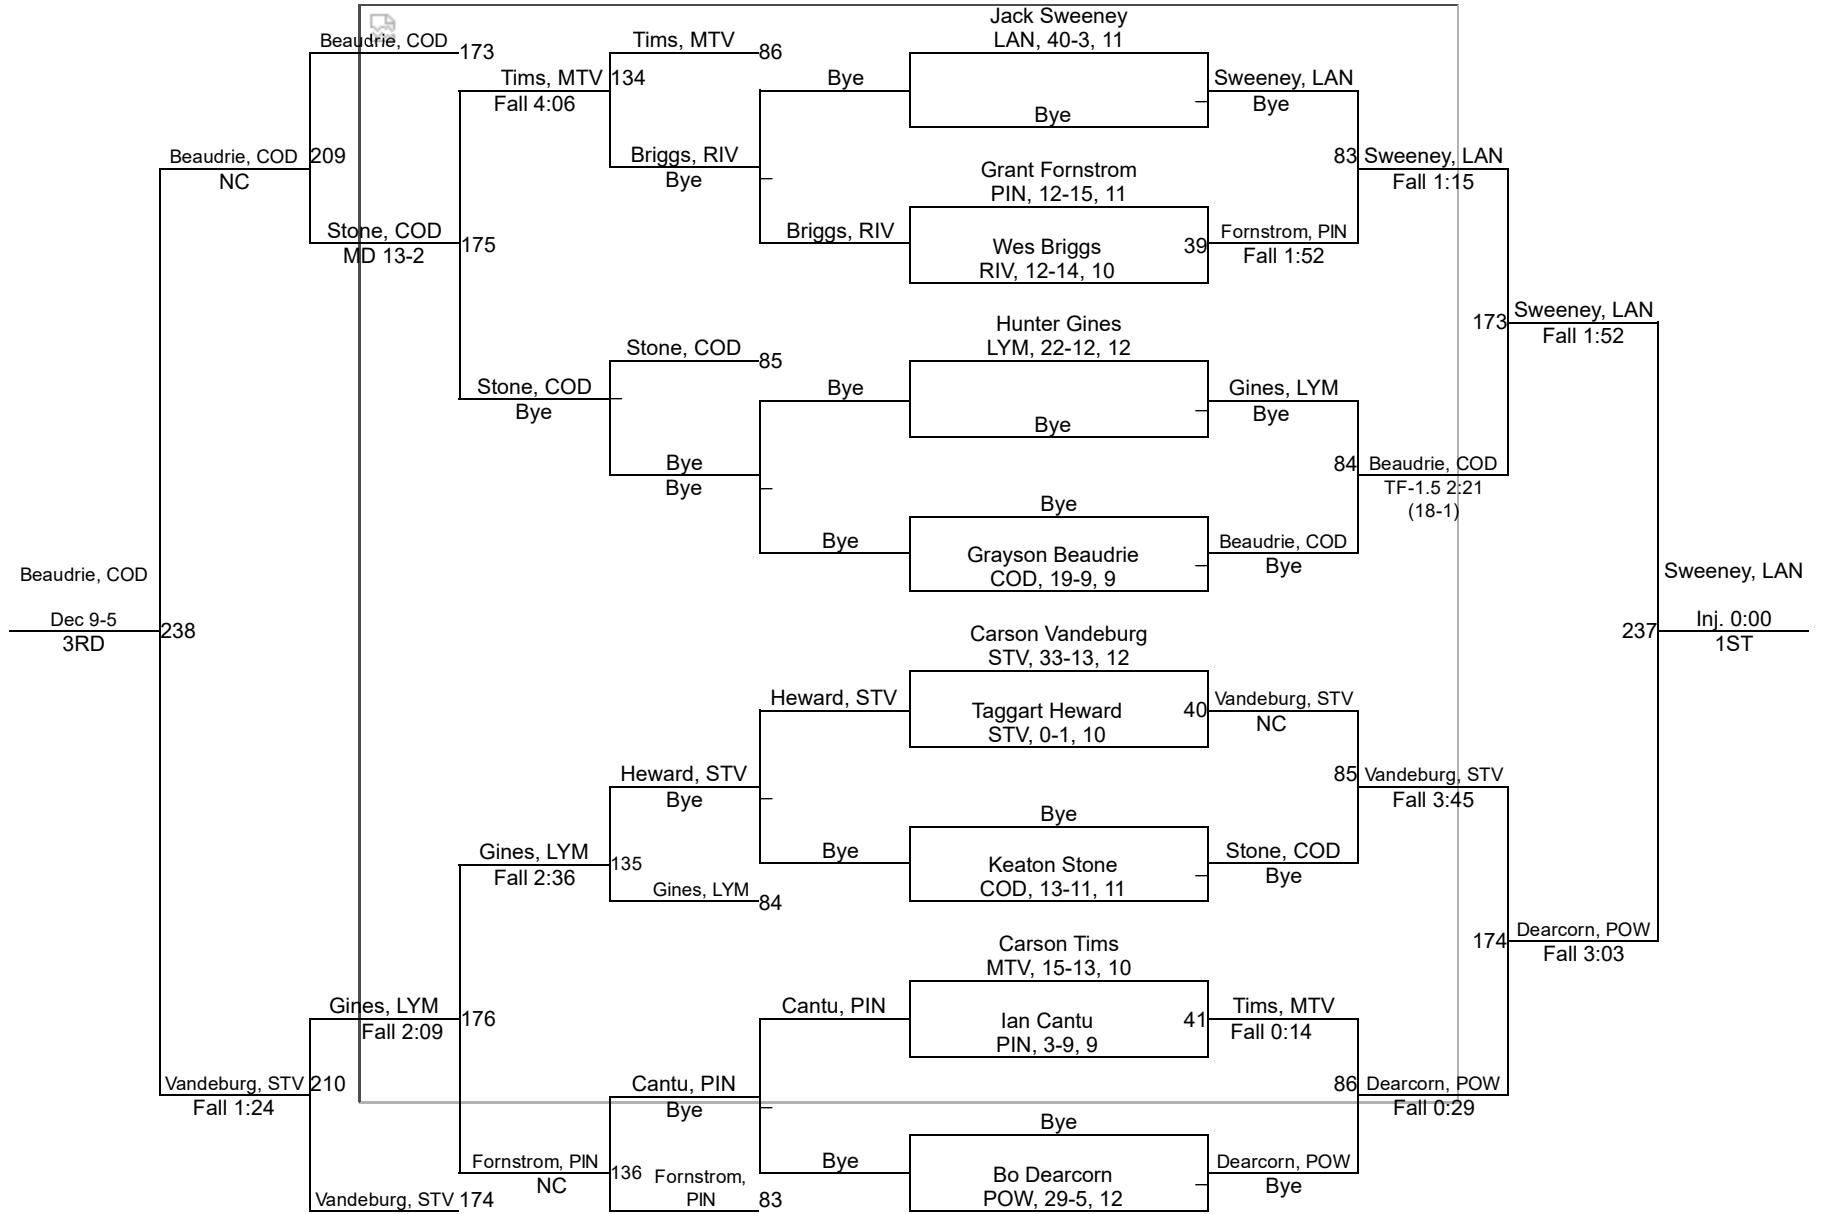 Jack Sweeney
LAN, 40-3, 11
Beaudrie, COD
173
Tims, MTV
86
Tims, MTV
134
Fall 4:06
Bye
Sweeney, LAN
Bye
Bye
Beaudrie, COD
209
NC
Briggs, RIV
Bye
Grant Fornstrom
PIN, 12-15, 11
83
Sweeney, LAN
Fall 1:15
Stone, COD
MD 13-2
175
Briggs, RIV
Wes Briggs
RIV, 12-14, 10
39
Fornstrom, PIN
Fall 1:52
Hunter Gines
LYM, 22-12, 12
173
Sweeney, LAN
Fall 1:52
Stone, COD
85
Stone, COD
Bye
Bye
Bye
Gines, LYM
Bye
Bye
Bye
84
Beaudrie, COD
TF-1.5 2:21
(18-1)
Bye
Bye
Grayson Beaudrie
COD, 19-9, 9
Beaudrie, COD
Bye
Beaudrie, COD
Dec 9-5
3RD
238
Sweeney, LAN
237
Inj. 0:00
1ST
Carson Vandeburg
STV, 33-13, 12
Heward, STV
Taggart Heward
STV, 0-1, 10
40
Vandeburg, STV
NC
Heward, STV
Bye
85
Vandeburg, STV
Fall 3:45
Bye
Gines, LYM
Fall 2:36
135
Gines, LYM
84
Bye
Keaton Stone
COD, 13-11, 11
Stone, COD
Bye
Carson Tims
MTV, 15-13, 10
174
Dearcorn, POW
Fall 3:03
Gines, LYM
Fall 2:09
176
Cantu, PIN
Ian Cantu
PIN, 3-9, 9
41
Tims, MTV
Fall 0:14
Vandeburg, STV
210
Fall 1:24
Cantu, PIN
Bye
86
Dearcorn, POW
Fall 0:29
Bye
Fornstrom, PIN
NC
136
Fornstrom,
PIN
83
Bye
Bo Dearcorn
POW, 29-5, 12
Dearcorn, POW
Bye
Vandeburg, STV
174